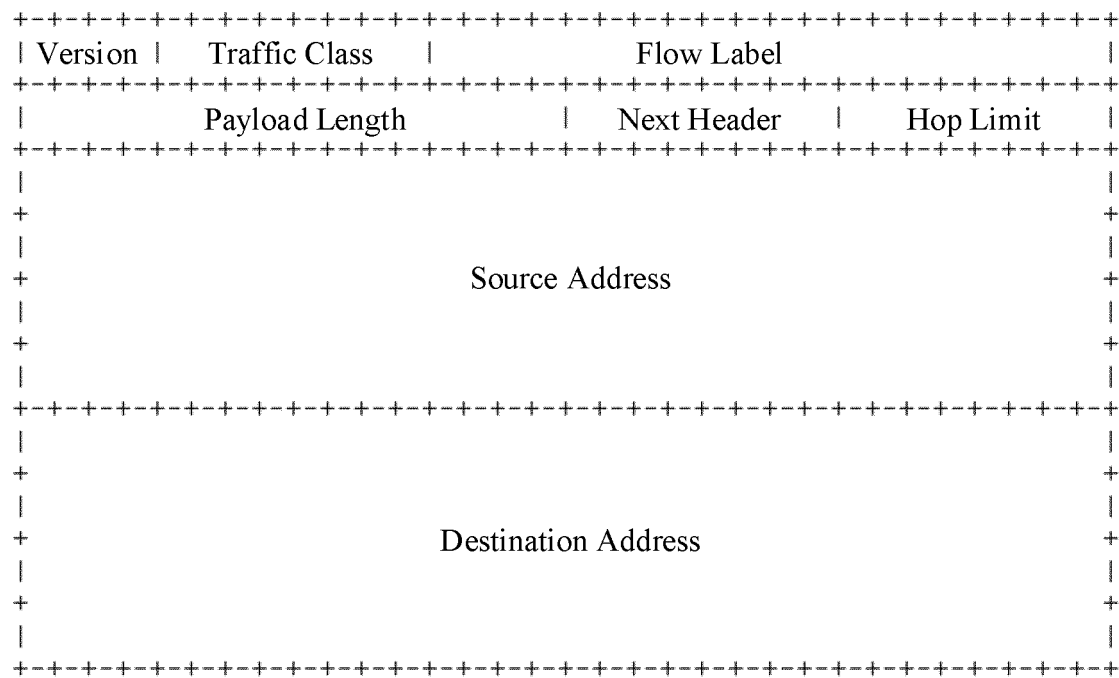 Version Traffic Class Flow Label
Payload Length Next Header Hop Limit
Source Address
Destination Address